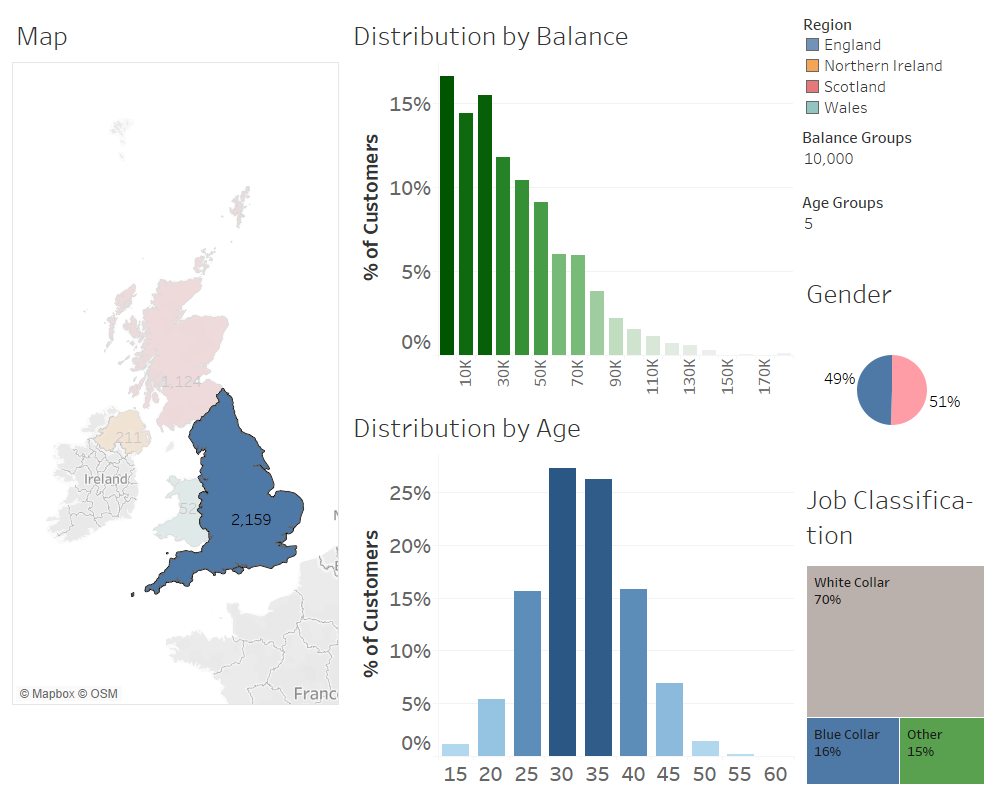 Map
1,124
211
Ireland
52
2,159
Franc
© Mapbox © OSM
Distribution by Balance
% of Customers
15%
10%
5%
0%
10K
30K
50K
70K
90K
110K
130K
150K
170K
Distribution by Age
% of Customers
25%
20%
15%
10%
5%
0%
15 20 25 30 35 40 45 50 55 60
Region
England
Northern Ireland
Scotland
Wales
Balance Groups
10,000
Age Groups
5
Gender
49%
51%
Job Classifica-
tion
White Collar
70%
Blue Collar
16%
Other
15%